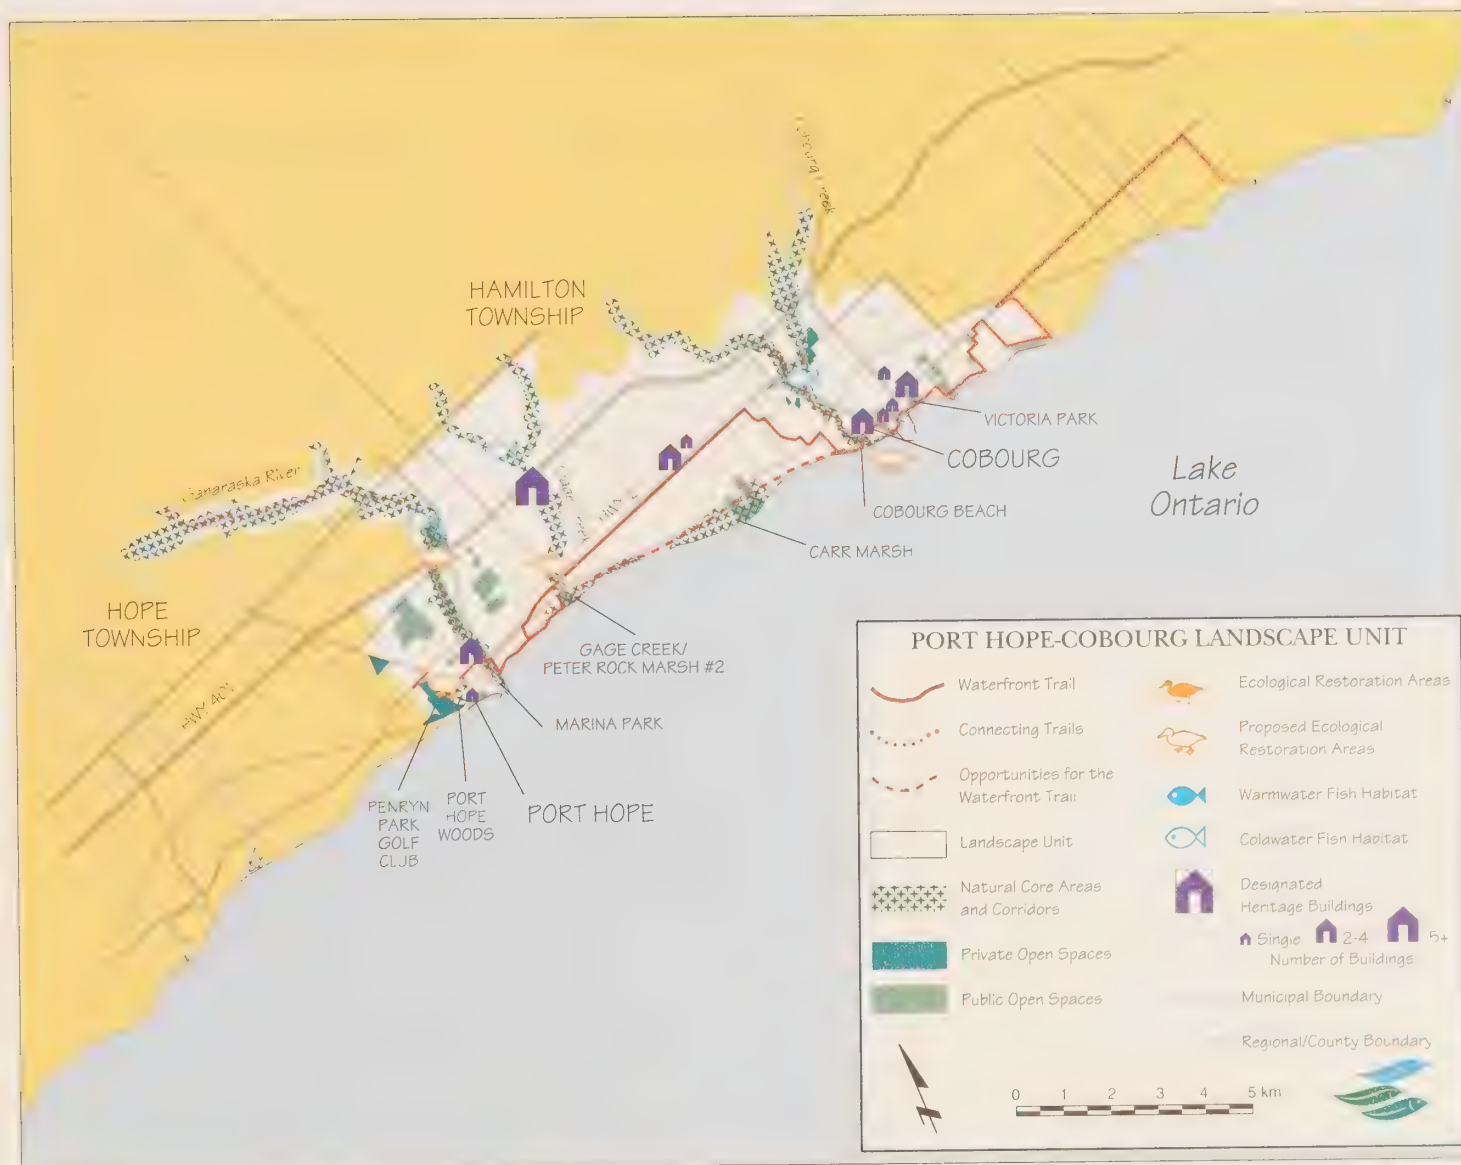 HAMILTON
TOWNSHIP
Ganaraska River
HOPE
TOWNSHIP
HWY 401
VICTORIA PARK
COBOURG
Lake
Ontario
COBOURG BEACH
CARR MARSH
GAGE CREEK/
PETER ROCK MARSH #2
MARINA PARK
PORT HOPE
PORT
HOPE
WOODS
PENRYN
PARK
GOLF
CLUB
PORT HOPE-COBOURG LANDSCAPE UNIT
Waterfront Trail
Connecting Trails
Opportunities for the
Waterfront Trail
Landscape Unit
Natural Core Areas
and Corridors
Private Open Spaces
Public Open Spaces
Ecological Restoration Areas
Proposed Ecological
Restoration Areas
Warmwater Fish Habitat
Coldwater Fish Habitat
Designated
Heritage Buildings
Single 2-4 5+
Number of Buildings
Municipal Boundary
Regional/County Boundary
0 1 2 3 4 5 km